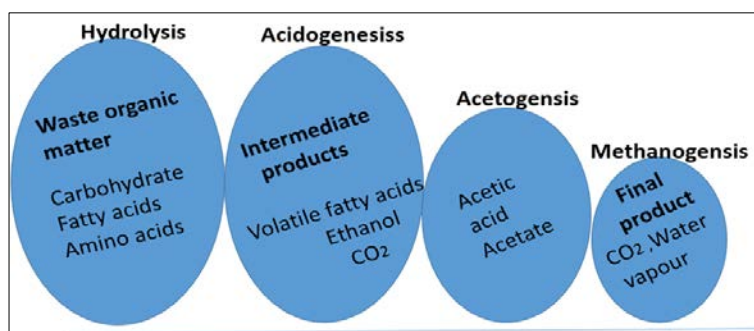 Hydrolysis
Waste organic
matter
Carbohydrate
Fatty acids
Amino acids
Acidogenesiss
Intermediate
products
Volatile fatty acids
Ethanol
CO2
Acetogensis
Acetic
acid
Acetate
Methanogensis
Final
product
CO2 ,Water
vapour